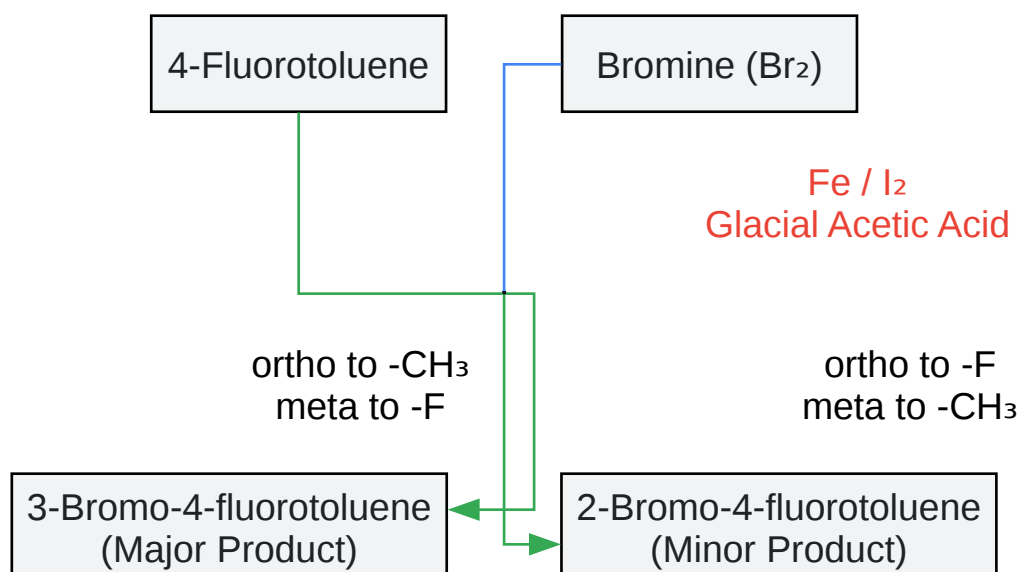 4-Fluorotoluene
Bromine (Br₂)
Fe / I₂
Glacial Acetic Acid
ortho to -CH₃
meta to -F
ortho to -F
meta to -CH₃
3-Bromo-4-fluorotoluene
(Major Product)
2-Bromo-4-fluorotoluene
(Minor Product)